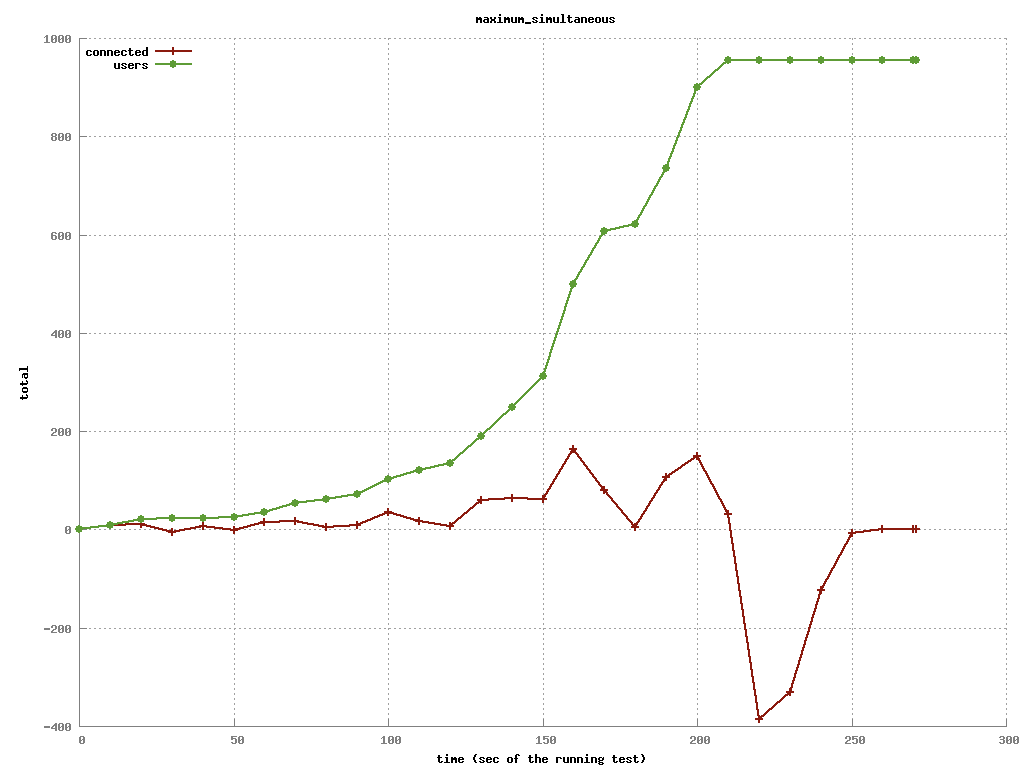 maximum_simultaneous
connected
users
1000
800
600
400
200
0
-200
-400
total
0 50 100 150 200 250 300
time (sec of the running test)